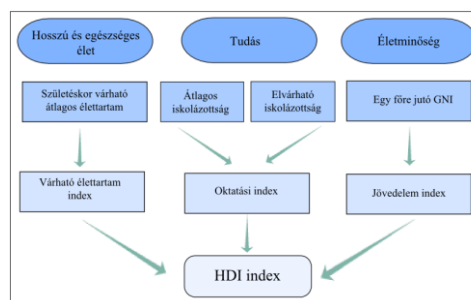 Hosszú és egészséges
élet
Tudás
Életminőség
Születéskor várható
átlagos élettartam
Átlagos
iskolázottság
Elvárható
iskolázottság
Egy főre jutó GNI
Várható élettartam
index
Oktatási index
Jövedelem index
HDI index